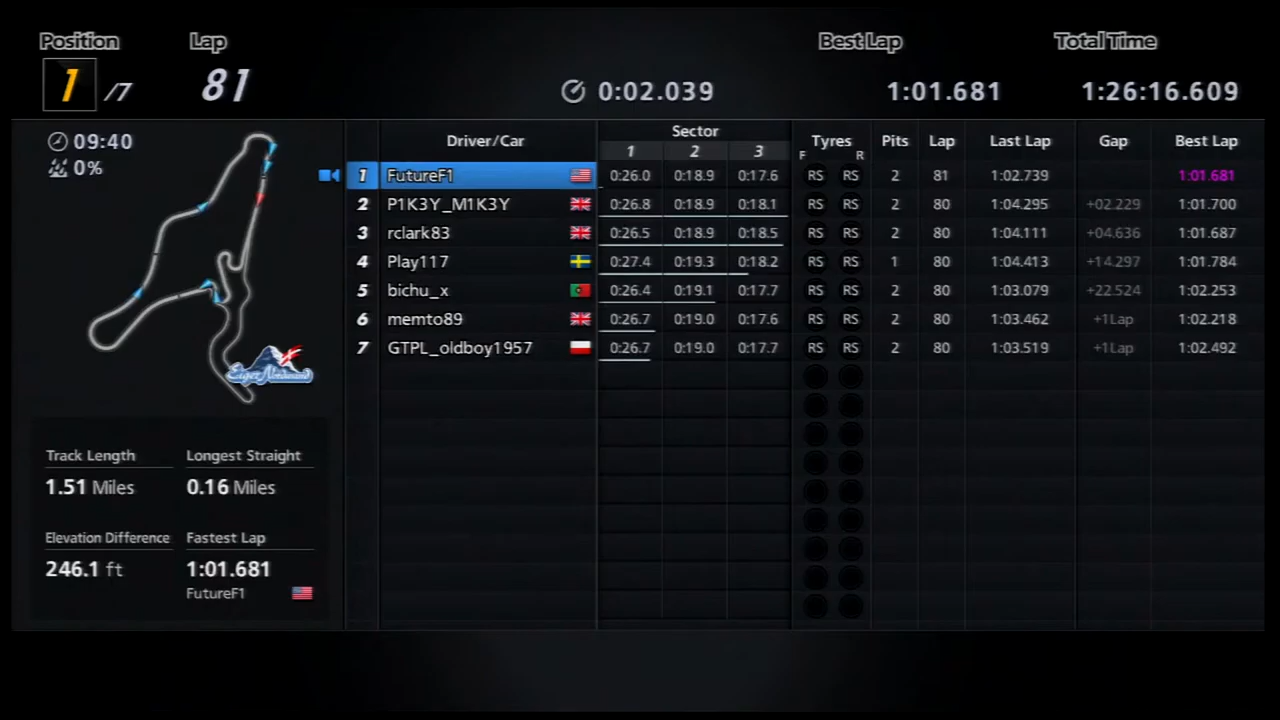 Position Lap Best Lap Total Time
1 /7 81 0:02.039 1:01.681 1:26:16.609
09:40
0%
Driver/Car Sector Tyres Pits Lap Last Lap Gap Best Lap
1 2 3 F R
1 FutureF1 0:26.0 0:18.9 0:17.6 RS RS 2 81 1:02.739 1:01.681
2 P1K3Y_M1K3Y 0:26.8 0:18.9 0:18.1 RS RS 2 80 1:04.295 +02.229 1:01.700
3 rclark83 0:26.5 0:18.9 0:18.5 RS RS 2 80 1:04.111 +04.636 1:01.687
4 Play117 0:27.4 0:19.3 0:18.2 RS RS 1 80 1:04.413 +14.297 1:01.784
5 bichu_x 0:26.4 0:19.1 0:17.7 RS RS 2 80 1:03.079 +22.524 1:02.253
6 memto89 0:26.7 0:19.0 0:17.6 RS RS 2 80 1:03.462 +1Lap 1:02.218
7 GTPL_oldboy1957 0:26.7 0:19.0 0:17.7 RS RS 2 80 1:03.519 +1Lap 1:02.492
Eiger Nordwand
Track Length Longest Straight
1.51 Miles 0.16 Miles
Elevation Difference Fastest Lap
246.1 ft 1:01.681
FutureF1